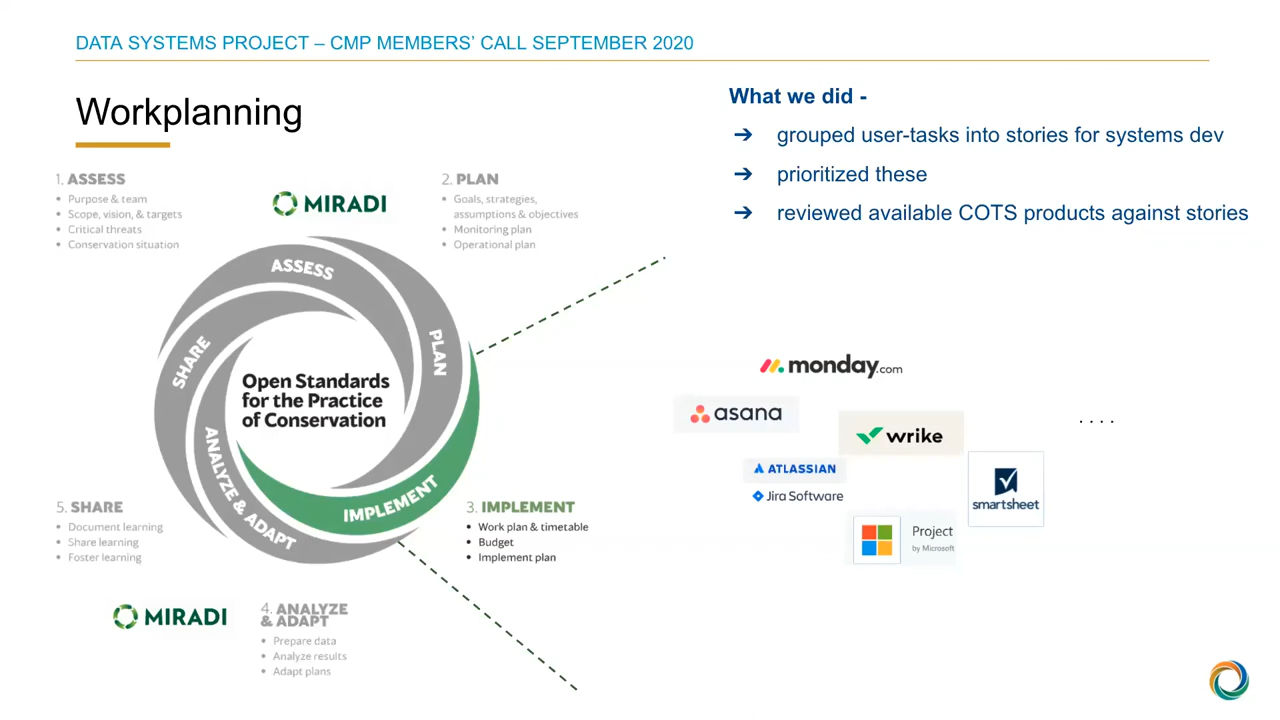 DATA SYSTEMS PROJECT – CMP MEMBERS' CALL SEPTEMBER 2020
Workplanning
What we did -
➔ grouped user-tasks into stories for systems dev
➔ prioritized these
➔ reviewed available COTS products against stories
1. ASSESS
• Purpose & team
• Scope, vision, & targets
• Critical threats
• Conservation situation
MIRADI
2. PLAN
• Goals, strategies,
assumptions & objectives
• Monitoring plan
• Operational plan
ASSESS
PLAN
SHARE
Open Standards
for the Practice
of Conservation
ANALYZE & ADAPT
IMPLEMENT
monday.com
asana
wrike
. . . .
ATLASSIAN
Jira Software
smartsheet
Project
by Microsoft
5. SHARE
• Document learning
• Share learning
• Foster learning
3. IMPLEMENT
• Work plan & timetable
• Budget
• Implement plan
MIRADI
4. ANALYZE
& ADAPT
• Prepare data
• Analyze results
• Adapt plans